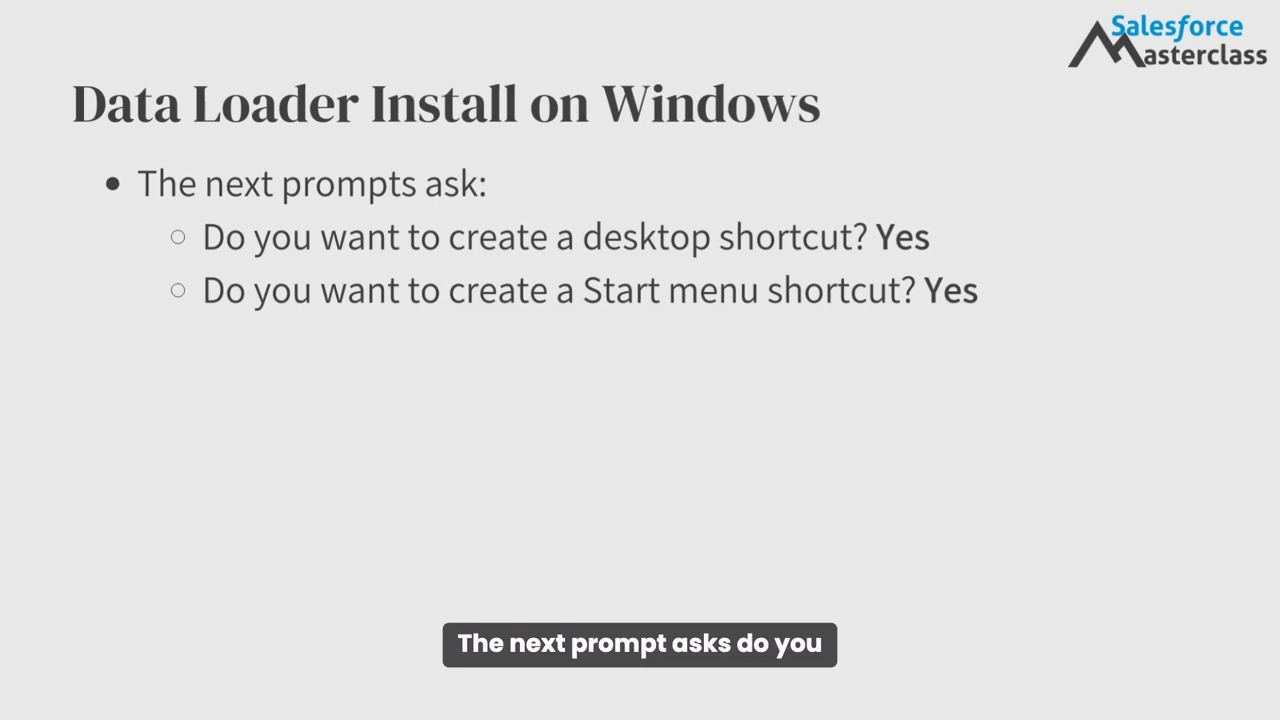 Salesforce
Masterclass
Data Loader Install on Windows
• The next prompts ask:
○ Do you want to create a desktop shortcut? Yes
○ Do you want to create a Start menu shortcut? Yes
The next prompt asks do you